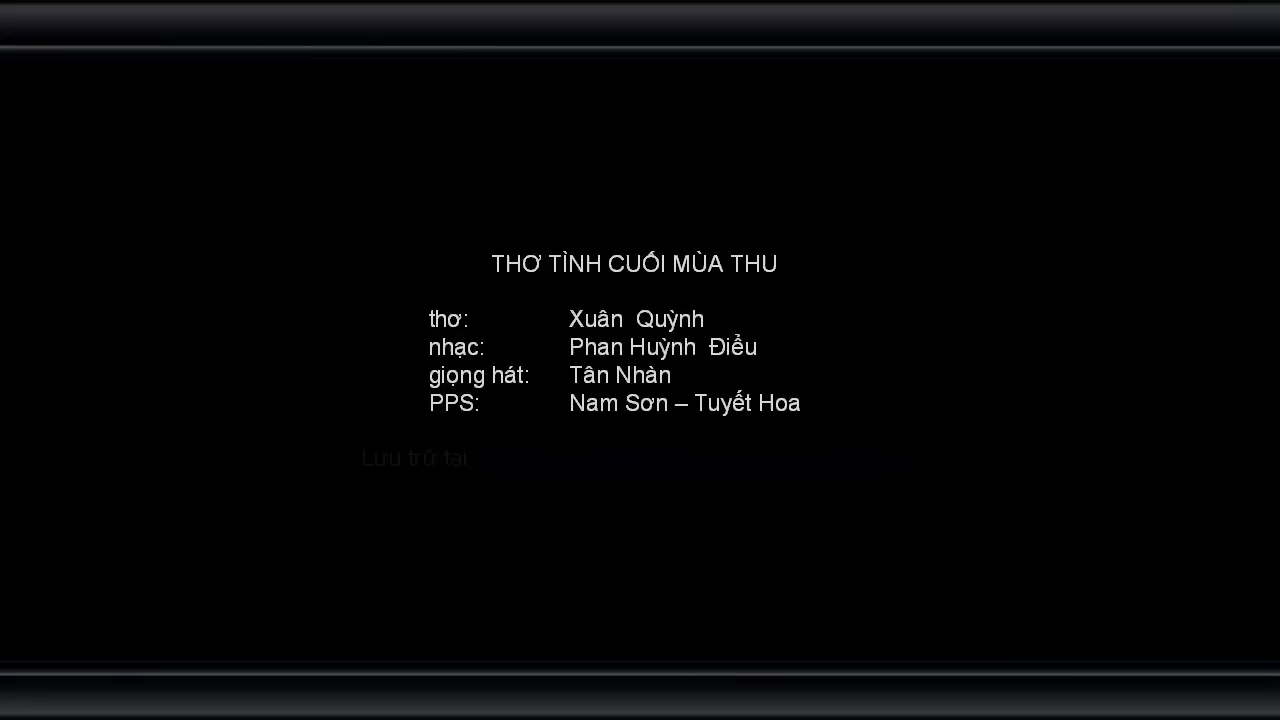 THƠ TÌNH CUỐI MÙA THU
thơ: Xuân Quỳnh
nhạc: Phan Huỳnh Điểu
giọng hát: Tân Nhàn
PPS: Nam Sơn – Tuyết Hoa
Lưu trữ tại